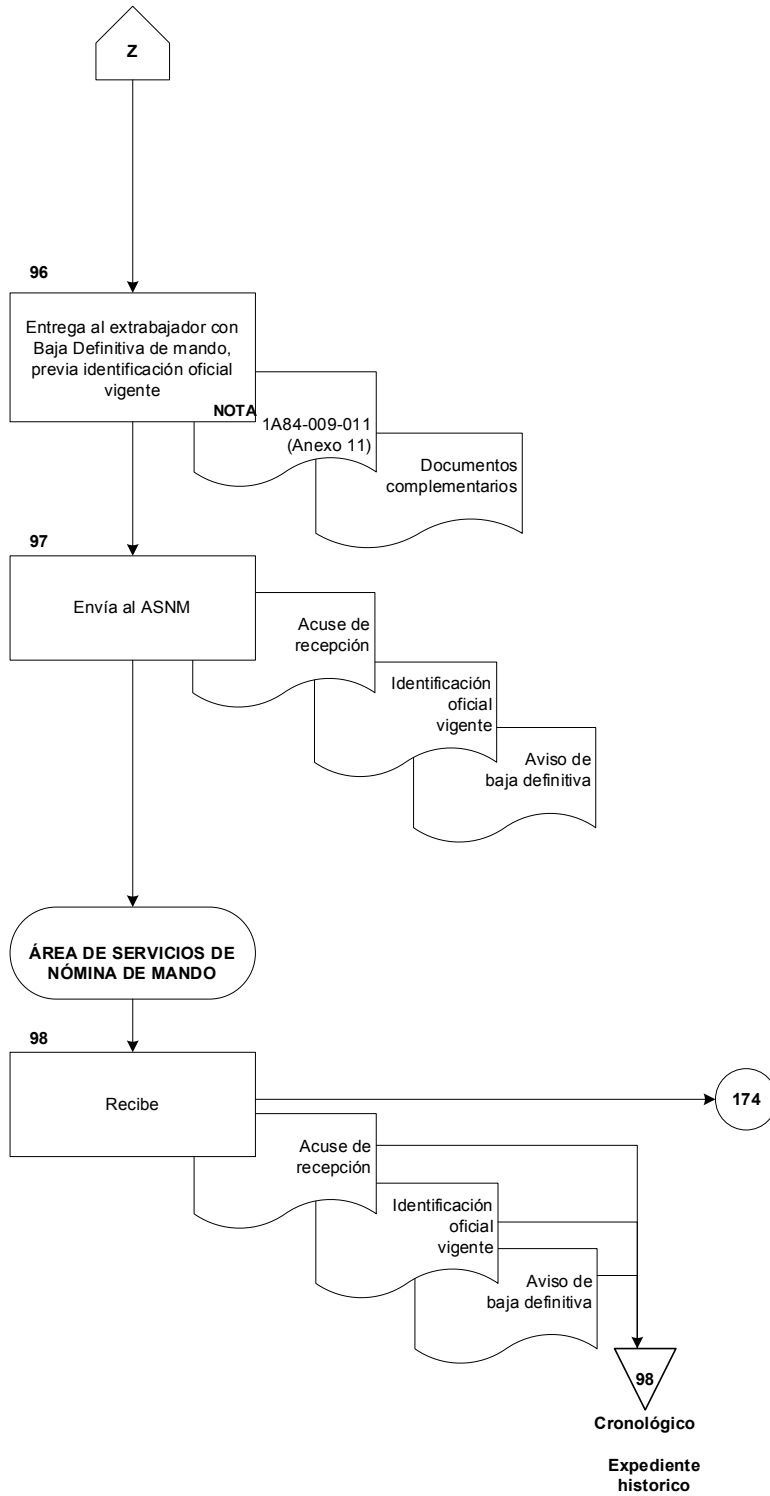 Z
96
Entrega al extrabajador con
Baja Definitiva de mando,
previa identificación oficial
vigente
NOTA
1A84-009-011
(Anexo 11)
Documentos
complementarios
97
Envía al ASNM
Acuse de
recepción
Identificación
oficial
vigente
Aviso de
baja definitiva
ÁREA DE SERVICIOS DE
NÓMINA DE MANDO
98
Recibe
174
Acuse de
recepción
Identificación
oficial
vigente
Aviso de
baja definitiva
98
Cronológico
Expediente
historico